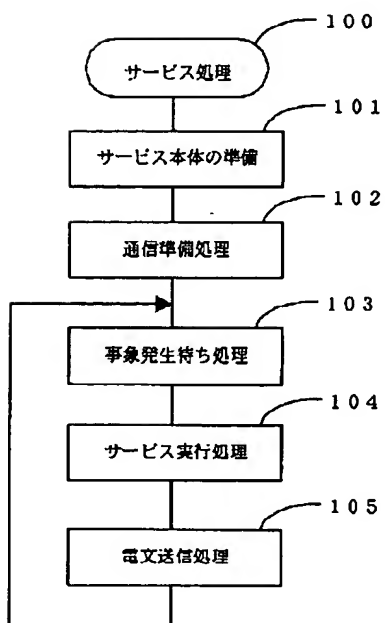 100
サービス処理
101
サービス本体の準備
102
通信準備処理
103
事象発生待ち処理
104
サービス実行処理
105
電文送信処理